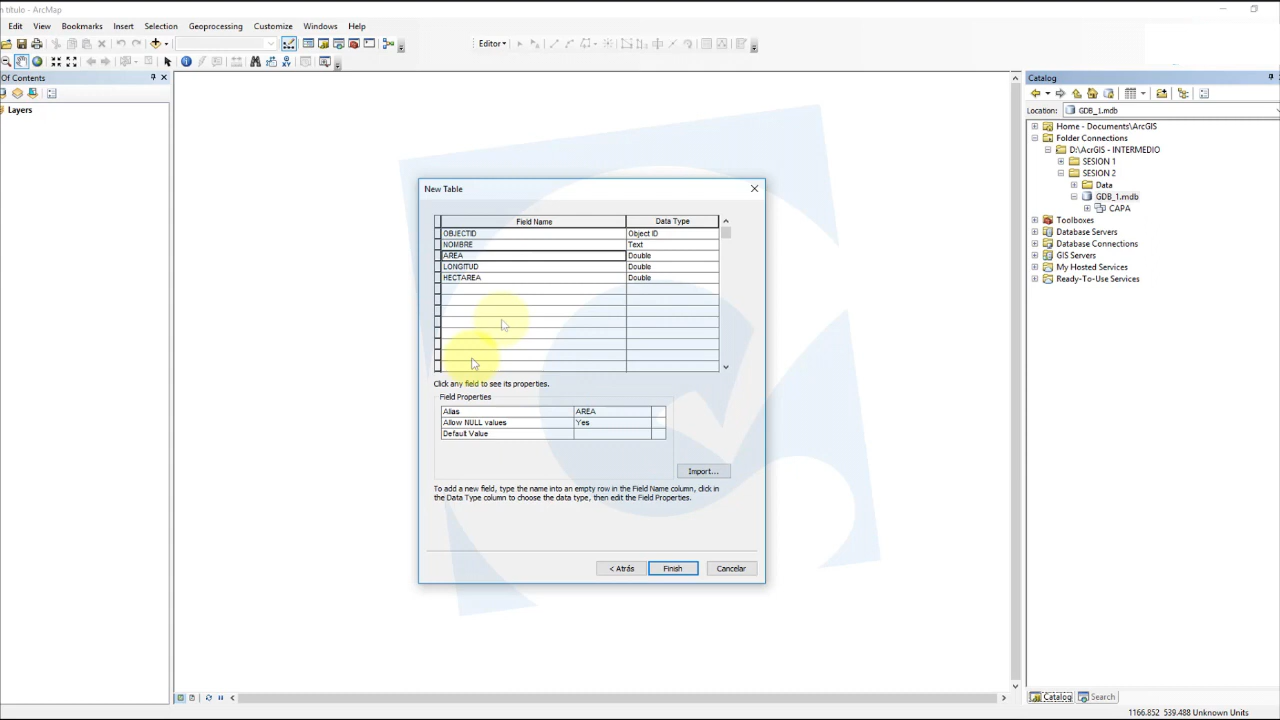 n título - ArcMap
Edit View Bookmarks Insert Selection Geoprocessing Customize Windows Help
Editor
Of Contents
Layers
Catalog
Location: GDB_1.mdb
Home - Documents\ArcGIS
Folder Connections
D:\AcrGIS - INTERMEDIO
SESION 1
SESION 2
Data
GDB_1.mdb
CAPA
Toolboxes
Database Servers
Database Connections
GIS Servers
My Hosted Services
Ready-To-Use Services
New Table
Field Name Data Type
OBJECTID Object ID
NOMBRE Text
AREA Double
LONGITUD Double
HECTAREA Double
Click any field to see its properties.
Field Properties
Alias AREA
Allow NULL values Yes
Default Value
Import...
To add a new field, type the name into an empty row in the Field Name column, click in
the Data Type column to choose the data type, then edit the Field Properties.
< Atrás Finish Cancelar
Catalog Search
1166.852 539.488 Unknown Units